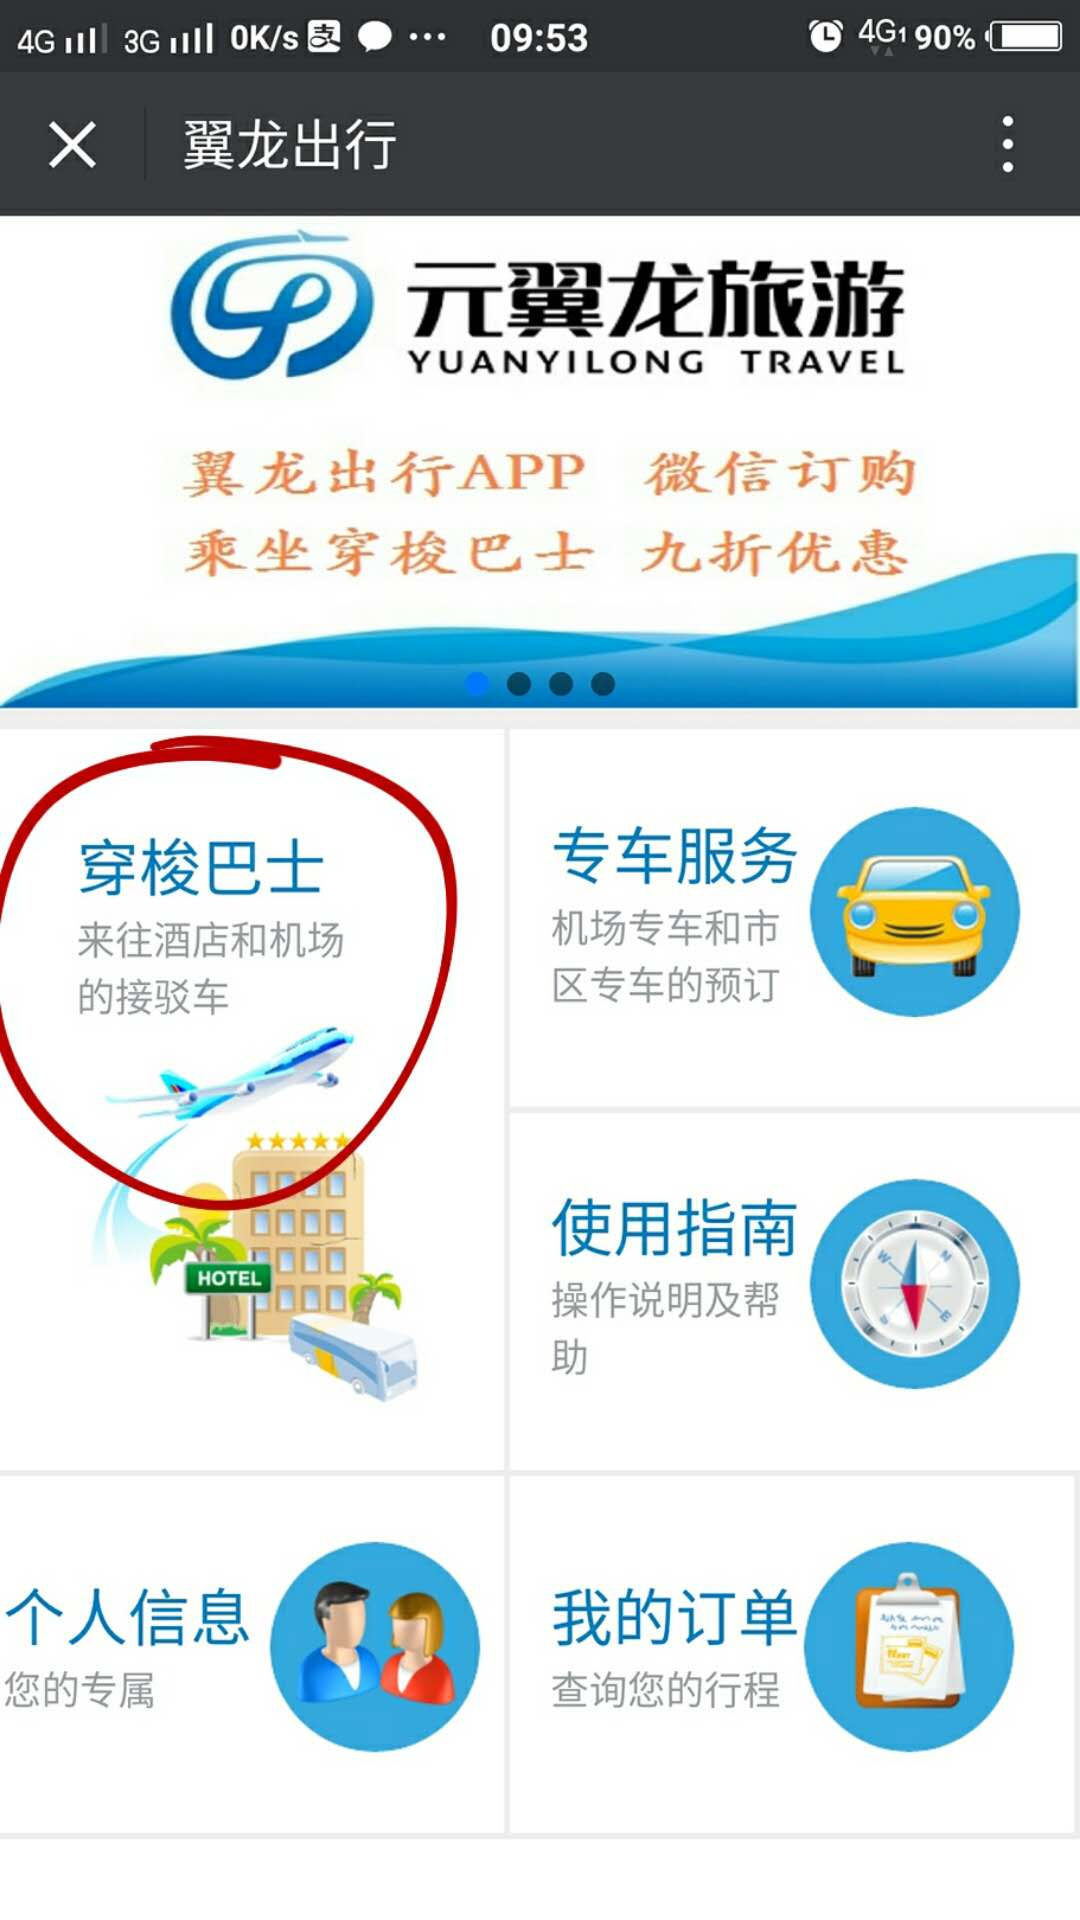 4G 3G 0K/s 支 09:53 4G1 90%
翼龙出行
元翼龙旅游
YUANYILONG TRAVEL
翼龙出行APP 微信订购
乘坐穿梭巴士 九折优惠
穿梭巴士
来往酒店和机场
的接驳车
HOTEL
专车服务
机场专车和市
区专车的预订
使用指南
操作说明及帮
助
W N
S E
个人信息
您的专属
我的订单
查询您的行程